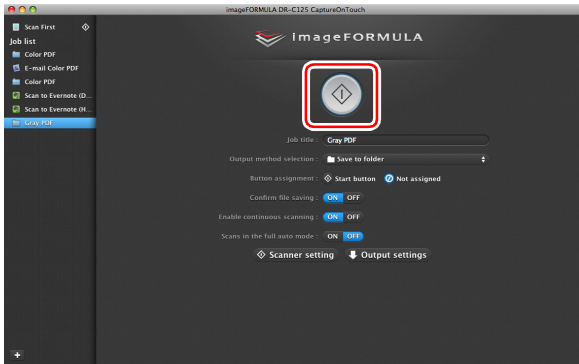 imageFORMULA DR-C125 CaptureOnTouch
Scan First
Job list
Color PDF
E-mail Color PDF
Color PDF
Scan to Evernote (D...
Scan to Evernote (H...
Gray PDF
+
imageFORMULA
Job title : Gray PDF
Output method selection : Save to folder
Button assignment : Start button Not assigned
Confirm file saving : ON OFF
Enable continuous scanning : ON OFF
Scans in the full auto mode : ON OFF
Scanner setting Output settings